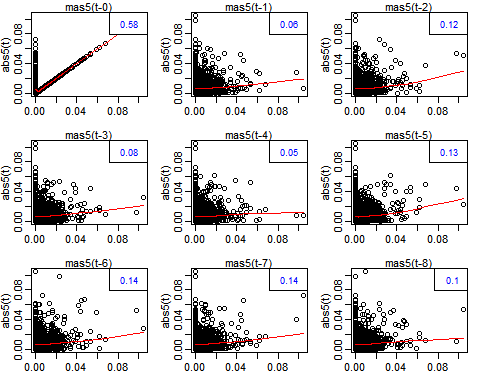 mas5(t-0)
0.58
abs5(t)
0.00 0.04 0.08
mas5(t-1)
0.06
abs5(t)
0.00 0.04 0.08
mas5(t-2)
0.12
abs5(t)
0.00 0.04 0.08
mas5(t-3)
0.08
abs5(t)
0.00 0.04 0.08
0.00 0.04 0.08
mas5(t-4)
0.05
abs5(t)
0.00 0.04 0.08
0.00 0.04 0.08
mas5(t-5)
0.13
abs5(t)
0.00 0.04 0.08
0.00 0.04 0.08
mas5(t-6)
0.14
abs5(t)
0.00 0.04 0.08
0.00 0.04 0.08
mas5(t-7)
0.14
abs5(t)
0.00 0.04 0.08
0.00 0.04 0.08
mas5(t-8)
0.1
abs5(t)
0.00 0.04 0.08
0.00 0.04 0.08
0.00 0.04 0.08
0.00 0.04 0.08
0.00 0.04 0.08